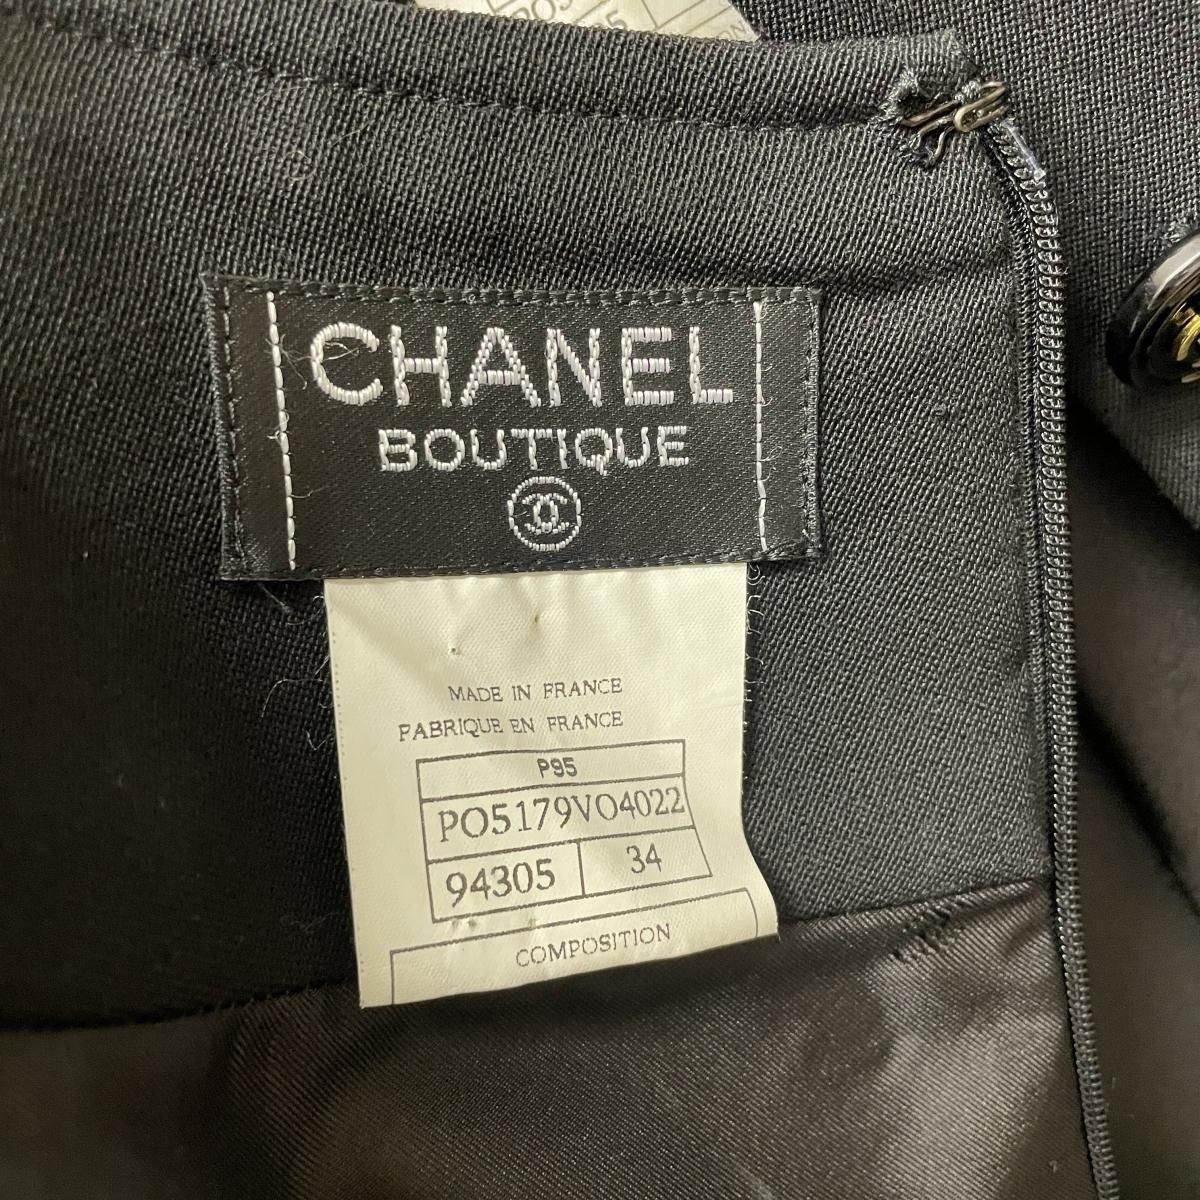 CHANEL
BOUTIQUE
MADE IN FRANCE
FABRIQUE EN FRANCE
P95
PO5179VO4022
94305 34
COMPOSITION